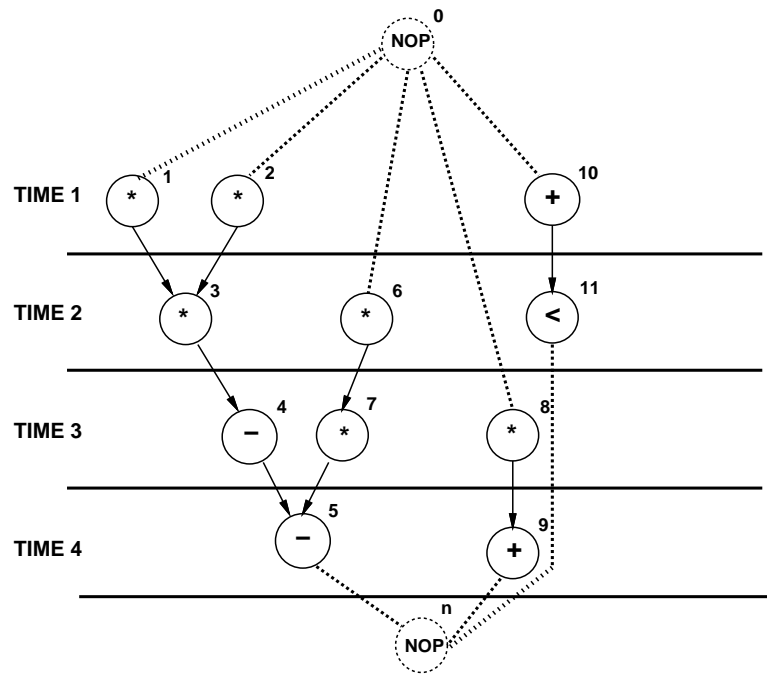 0
NOP
TIME 1
* 1
* 2
+ 10
TIME 2
* 3
* 6
< 11
TIME 3
− 4
* 7
* 8
TIME 4
− 5
+ 9
n
NOP